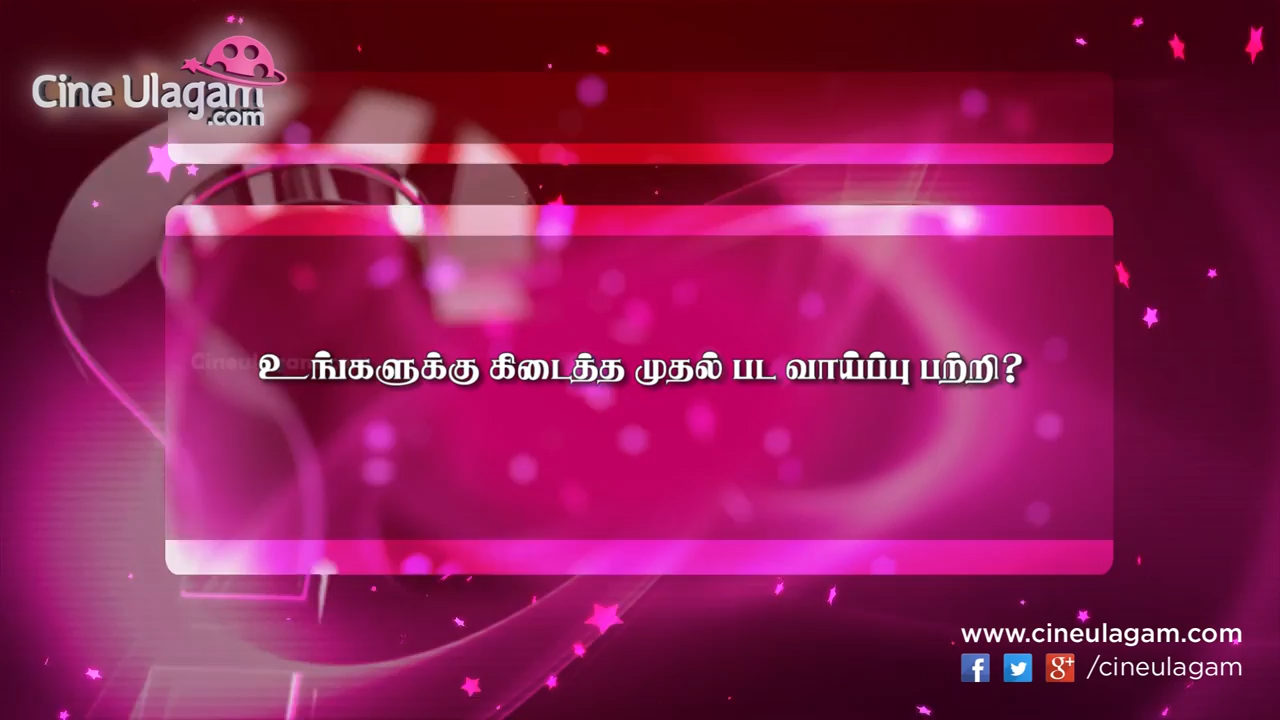 Cine Ulagam
.com
உங்களுக்கு கிடைத்த முதல் பட வாய்ப்பு பற்றி?
www.cineulagam.com
/cineulagam